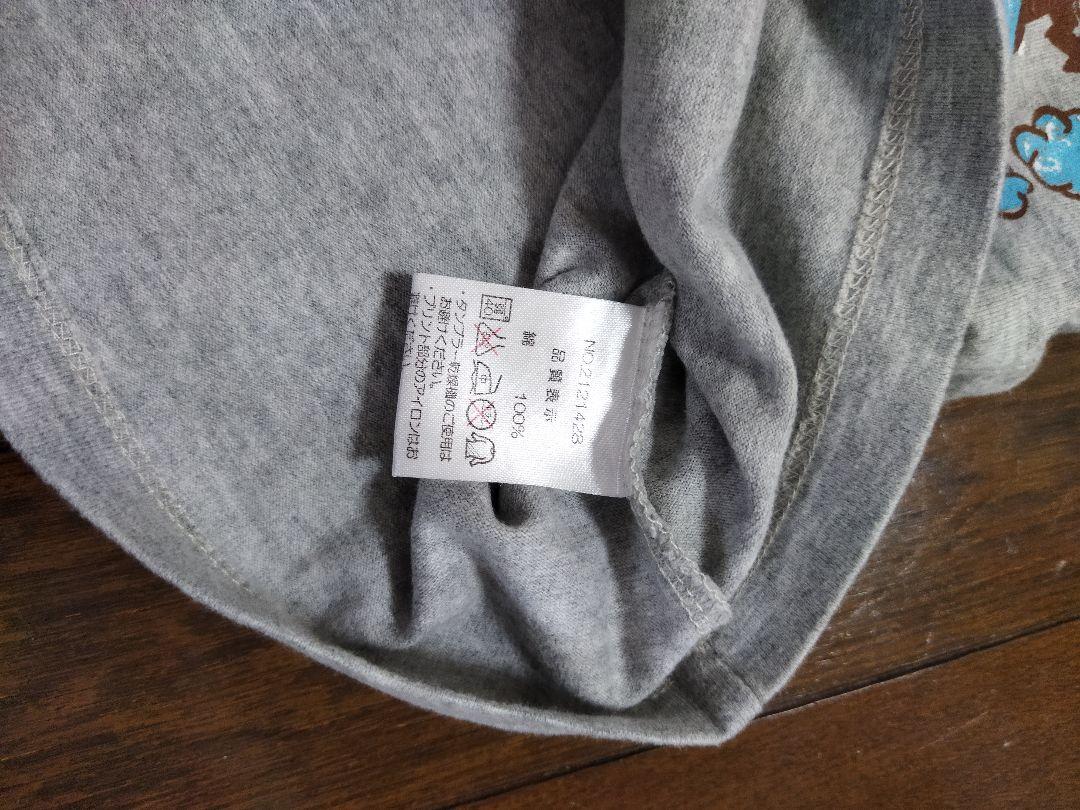 NO.2121428
品質表示
綿 100%
40
・タンブラー乾燥機のご使用は
お避けください。
・プリント部分のアイロンはお
避けください。